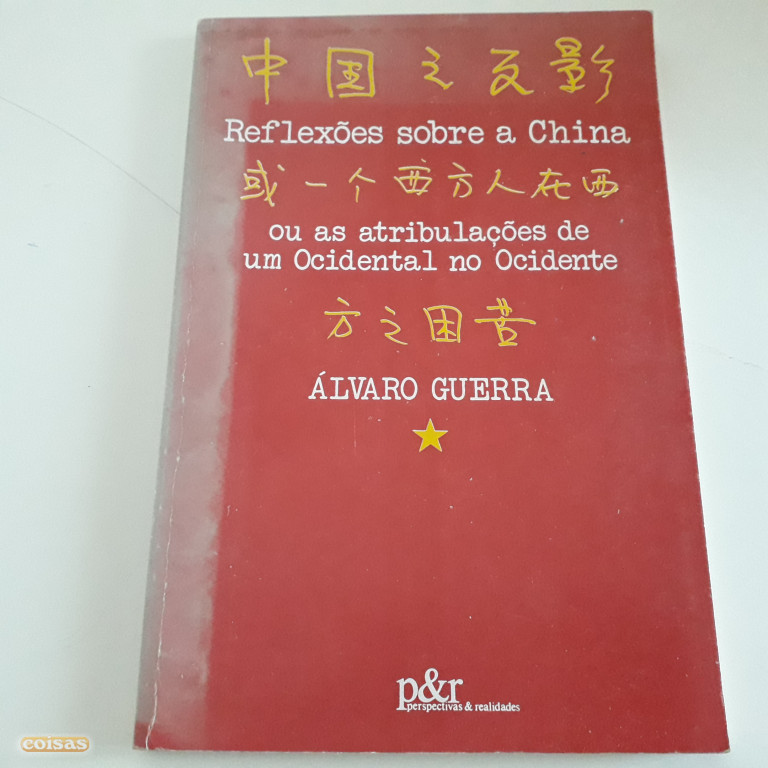 中国之反影
Reflexões sobre a China
或一个西方人在西
ou as atribulações de
um Ocidental no Ocidente
方之困苦
ÁLVARO GUERRA
p&r
perspectivas & realidades
coisas